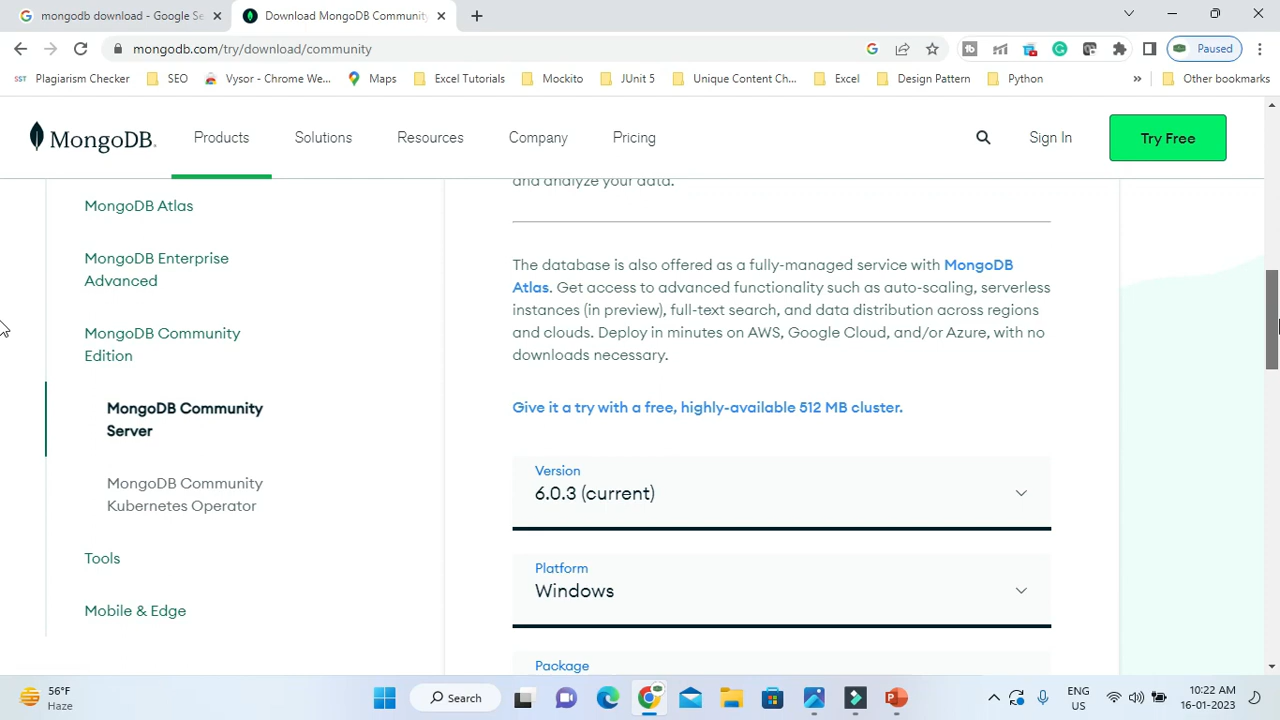 mongodb download - Google Se
Download MongoDB Community
mongodb.com/try/download/community
Paused
Plagiarism Checker
SEO
Vysor - Chrome We...
Maps
Excel Tutorials
Mockito
JUnit 5
Unique Content Ch...
Excel
Design Pattern
Python
»
Other bookmarks
MongoDB.
Products
Solutions
Resources
Company
Pricing
Sign In
Try Free
MongoDB Atlas
MongoDB Enterprise
Advanced
MongoDB Community
Edition
MongoDB Community
Server
MongoDB Community
Kubernetes Operator
Tools
Mobile & Edge
and analyze your data.
The database is also offered as a fully-managed service with MongoDB
Atlas. Get access to advanced functionality such as auto-scaling, serverless
instances (in preview), full-text search, and data distribution across regions
and clouds. Deploy in minutes on AWS, Google Cloud, and/or Azure, with no
downloads necessary.
Give it a try with a free, highly-available 512 MB cluster.
Version
6.0.3 (current)
Platform
Windows
Package
56°F
Haze
Search
ENG
US
10:22 AM
16-01-2023